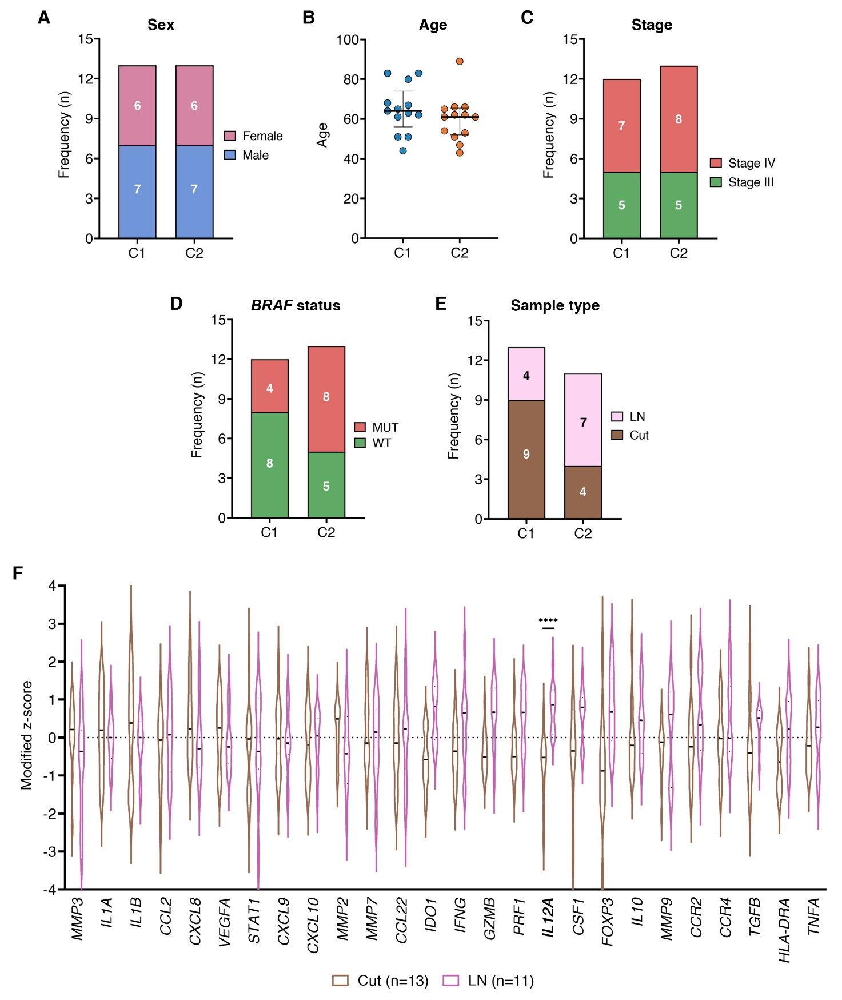 A
Sex
15
12
9
6
3
0
Frequency (n)
6
6
7
7
C1
C2
Female
Male
B
Age
100
80
60
40
20
0
Age
C1
C2
C
Stage
15
12
9
6
3
0
Frequency (n)
7
8
5
5
C1
C2
Stage IV
Stage III
D
BRAF status
15
12
9
6
3
0
Frequency (n)
4
8
8
5
C1
C2
MUT
WT
E
Sample type
15
12
9
6
3
0
Frequency (n)
4
7
9
4
C1
C2
LN
Cut
F
4
3
2
1
0
-1
-2
-3
-4
Modified z-score
****
MMP3
IL1A
IL1B
CCL2
CXCL8
VEGFA
STAT1
CXCL9
CXCL10
MMP2
MMP7
CCL22
IDO1
IFNG
GZMB
PRF1
IL12A
CSF1
FOXP3
IL10
MMP9
CCR2
CCR4
TGFB
HLA-DRA
TNFA
Cut (n=13)
LN (n=11)